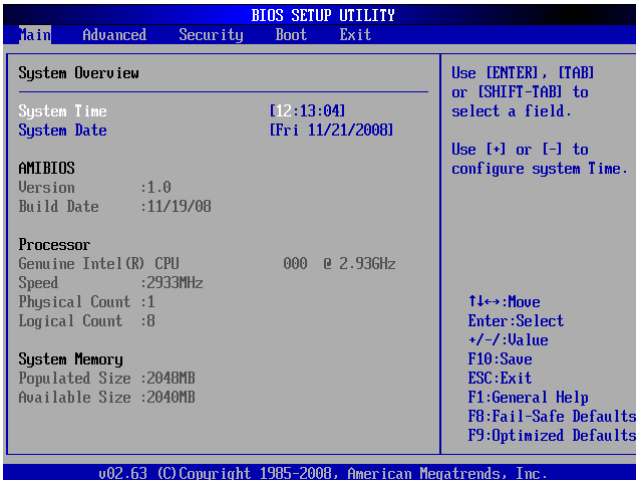 BIOS SETUP UTILITY
Main Advanced Security Boot Exit
System Overview
System Time [12:13:04]
System Date [Fri 11/21/2008]
AMIBIOS
Version :1.0
Build Date :11/19/08
Processor
Genuine Intel(R) CPU 000 @ 2.93GHz
Speed :2933MHz
Physical Count :1
Logical Count :8
System Memory
Populated Size :2048MB
Available Size :2040MB
Use [ENTER], [TAB]
or [SHIFT-TAB] to
select a field.
Use [+] or [-] to
configure system Time.
↑↓↔:Move
Enter:Select
+/-/:Value
F10:Save
ESC:Exit
F1:General Help
F8:Fail-Safe Defaults
F9:Optimized Defaults
v02.63 (C)Copyright 1985-2008, American Megatrends, Inc.